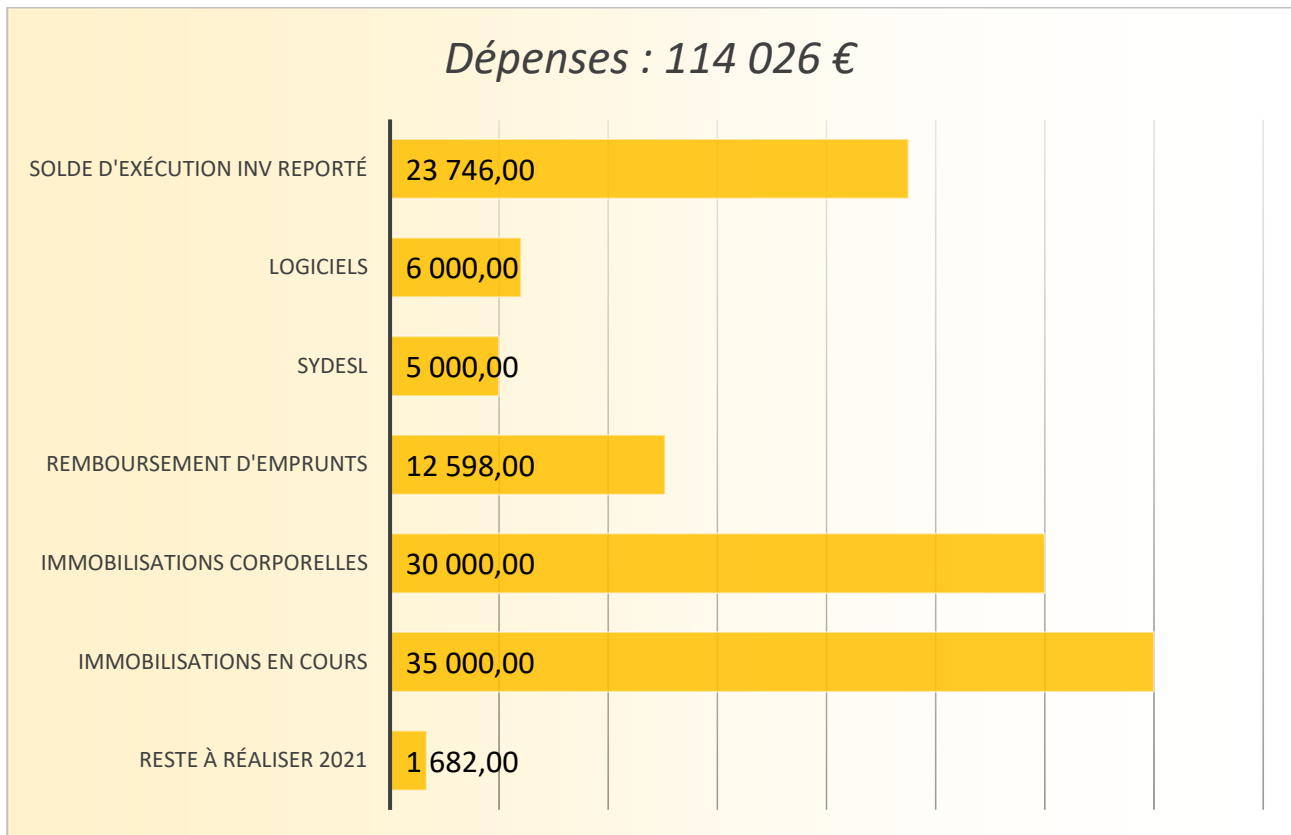 Dépenses : 114 026 €
SOLDE D'EXÉCUTION INV REPORTÉ 23 746,00
LOGICIELS 6 000,00
SYDESL 5 000,00
REMBOURSEMENT D'EMPRUNTS 12 598,00
IMMOBILISATIONS CORPORELLES 30 000,00
IMMOBILISATIONS EN COURS 35 000,00
RESTE À RÉALISER 2021 1 682,00